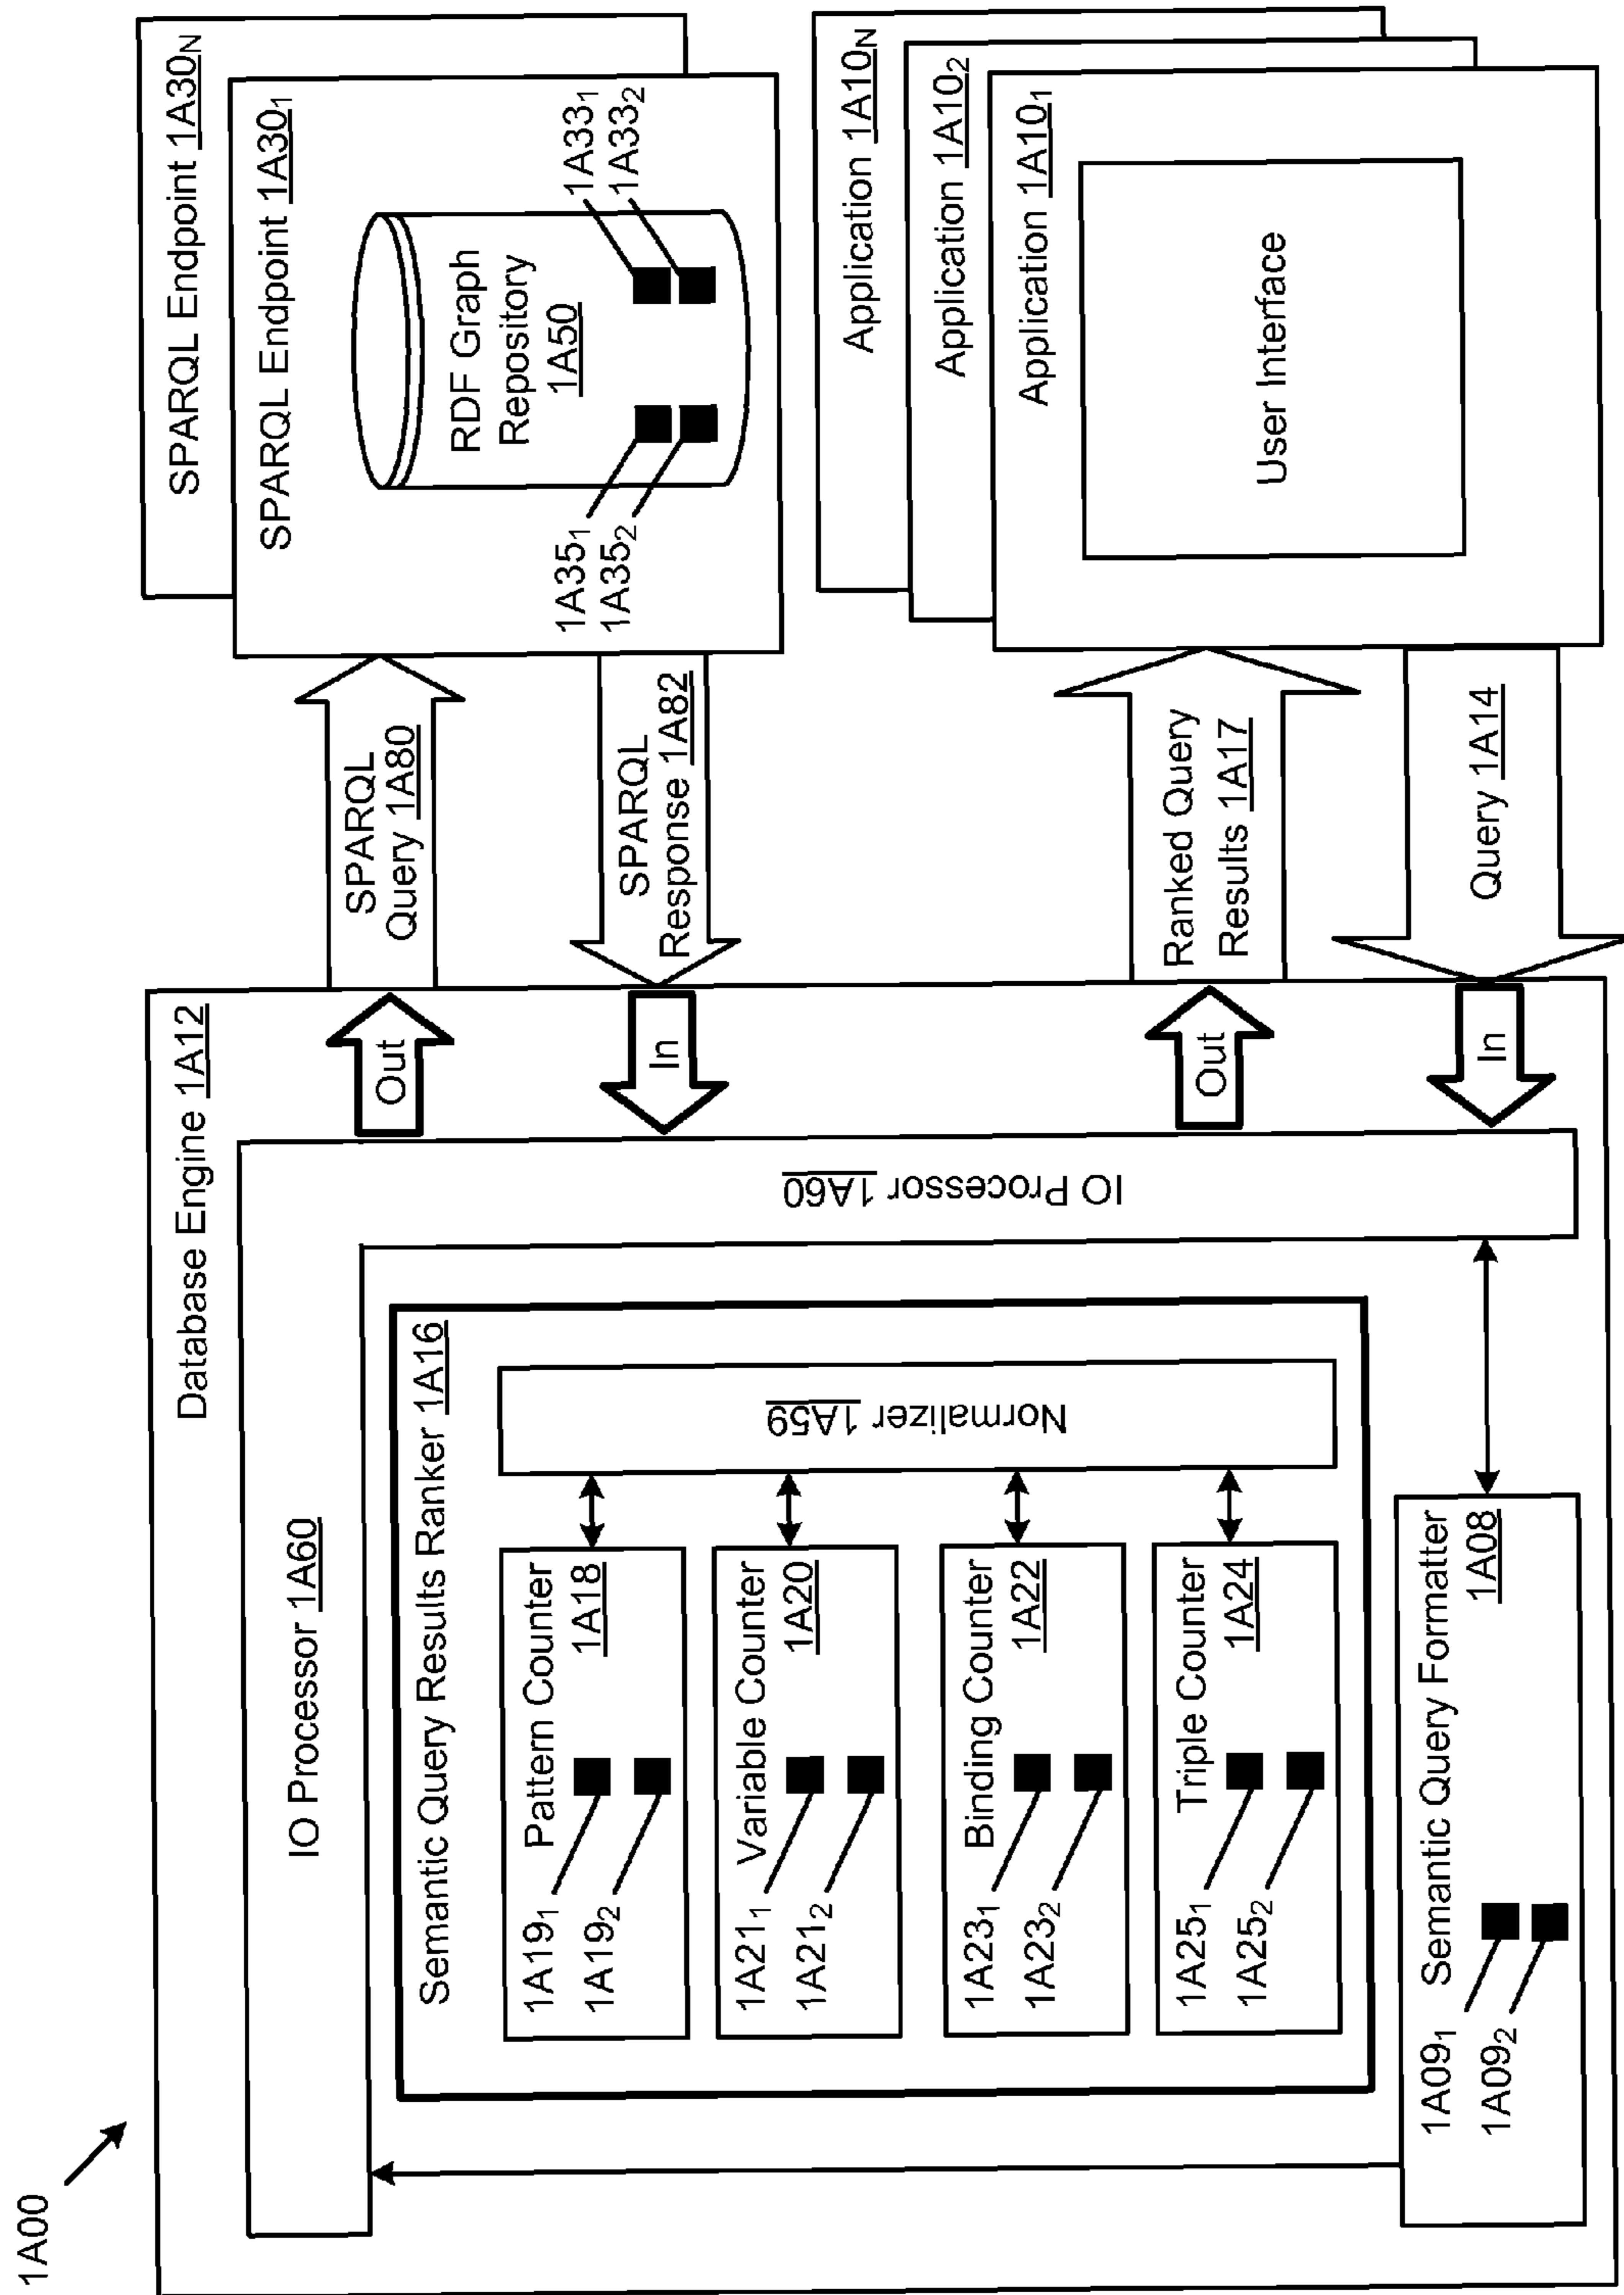 1A00
Database Engine 1A12
IO Processor 1A60
IO Processor 1A60
Semantic Query Results Ranker 1A16
Normalizer 1A59
Pattern Counter
1A18
1A19₁
1A19₂
Variable Counter
1A20
1A21₁
1A21₂
Binding Counter
1A22
1A23₁
1A23₂
Triple Counter
1A24
1A25₁
1A25₂
Semantic Query Formatter
1A08
1A09₁
1A09₂
Out
In
Out
In
SPARQL
Query 1A80
SPARQL
Response 1A82
Ranked Query
Results 1A17
Query 1A14
SPARQL Endpoint 1A30N
SPARQL Endpoint 1A30₁
RDF Graph
Repository
1A50
1A35₁
1A35₂
1A33₁
1A33₂
Application 1A10N
Application 1A10₂
Application 1A10₁
User Interface